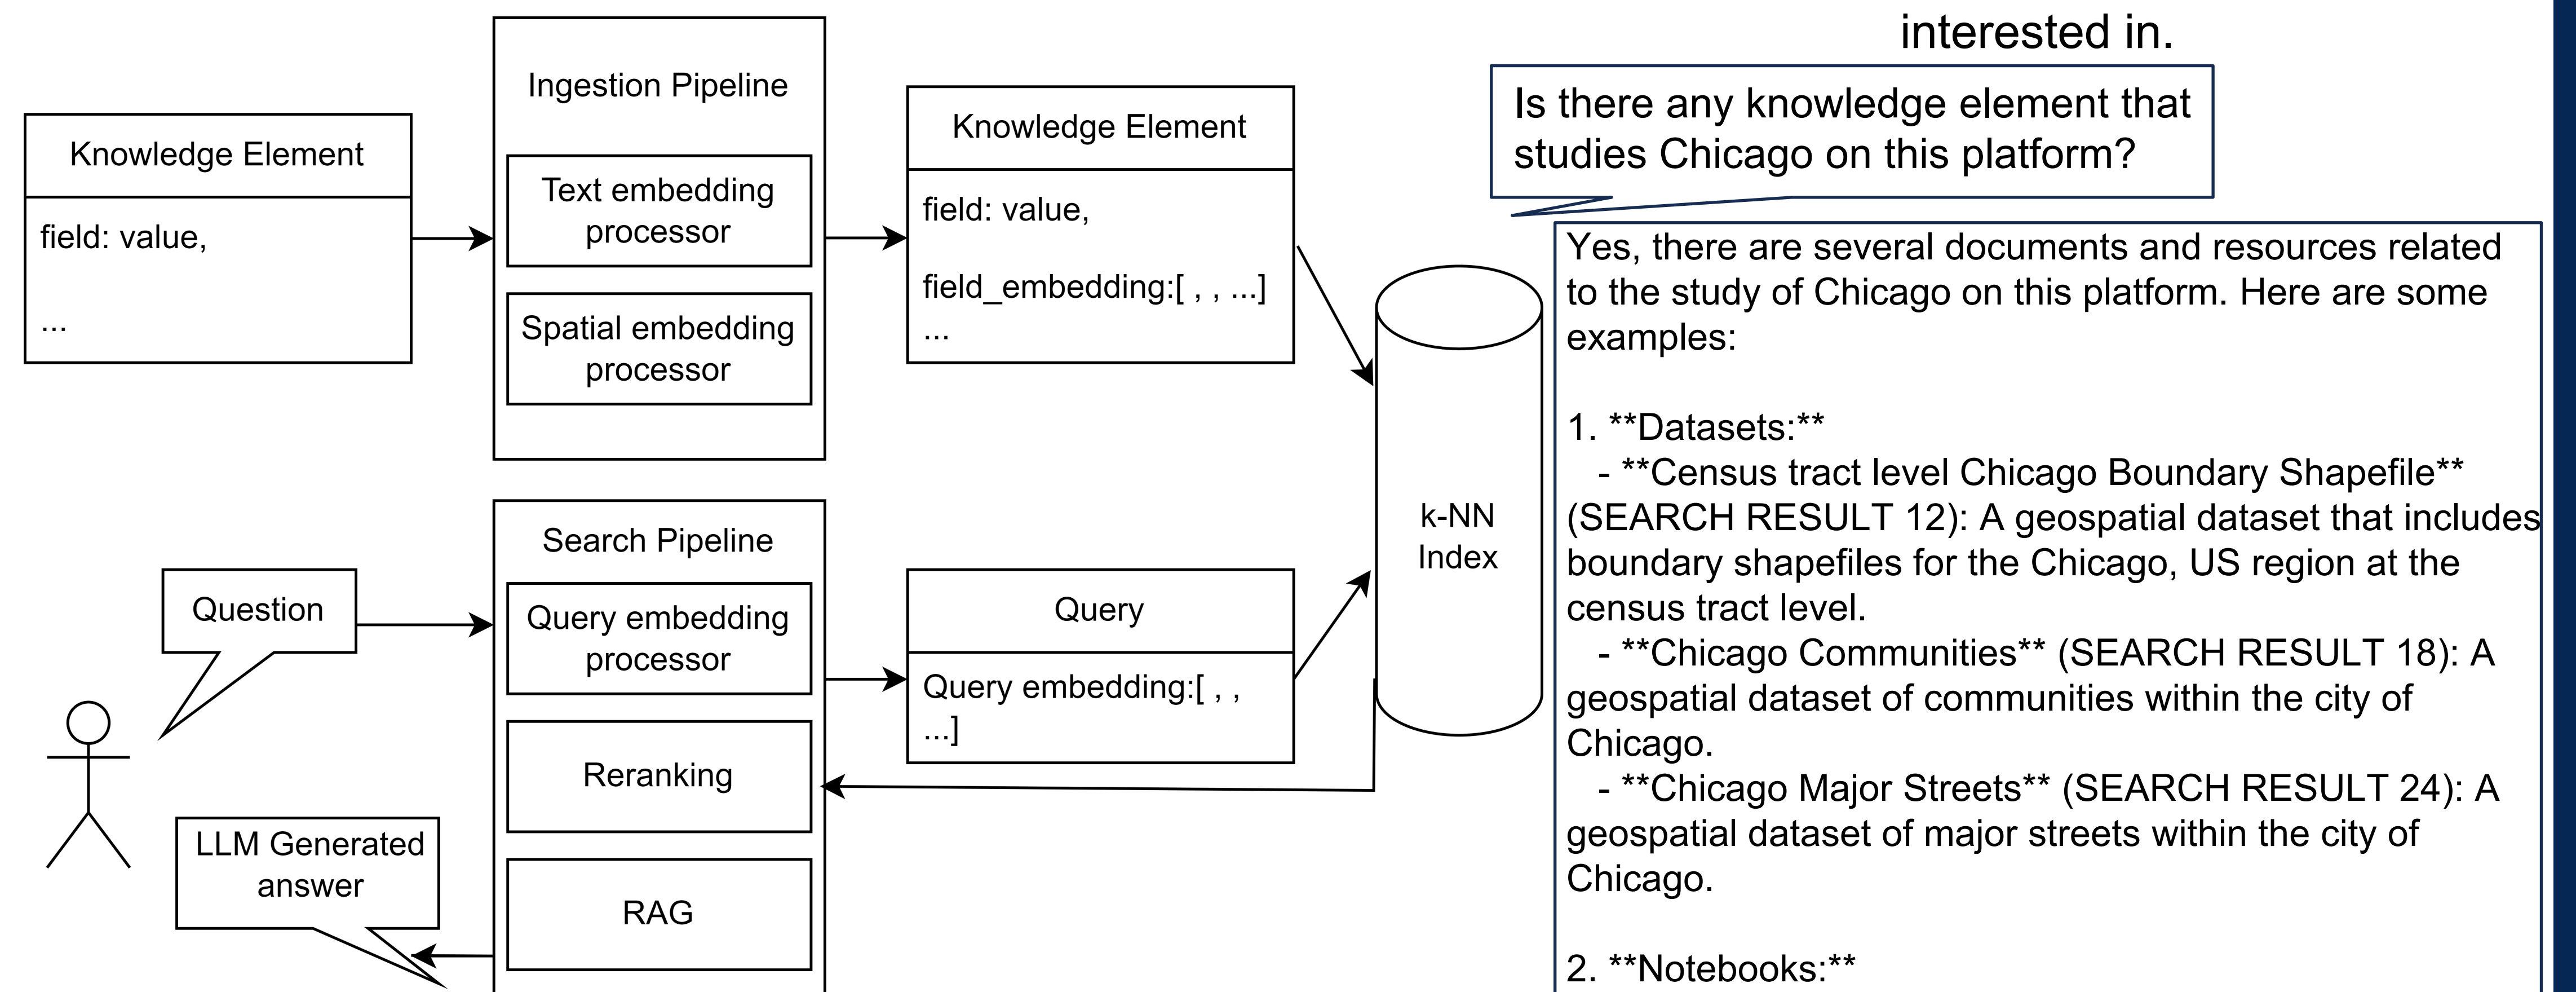 Knowledge Element
field: value,
...
Ingestion Pipeline
Text embedding
processor
Spatial embedding
processor
Knowledge Element
field: value,
field_embedding:[ , , ...]
...
k-NN
Index
Question
Search Pipeline
Query embedding
processor
Reranking
RAG
Query
Query embedding:[ , ,
...]
LLM Generated
answer
interested in.
Is there any knowledge element that
studies Chicago on this platform?
Yes, there are several documents and resources related
to the study of Chicago on this platform. Here are some
examples:
1. **Datasets:**
- **Census tract level Chicago Boundary Shapefile**
(SEARCH RESULT 12): A geospatial dataset that includes
boundary shapefiles for the Chicago, US region at the
census tract level.
- **Chicago Communities** (SEARCH RESULT 18): A
geospatial dataset of communities within the city of
Chicago.
- **Chicago Major Streets** (SEARCH RESULT 24): A
geospatial dataset of major streets within the city of
Chicago.
2. **Notebooks:**